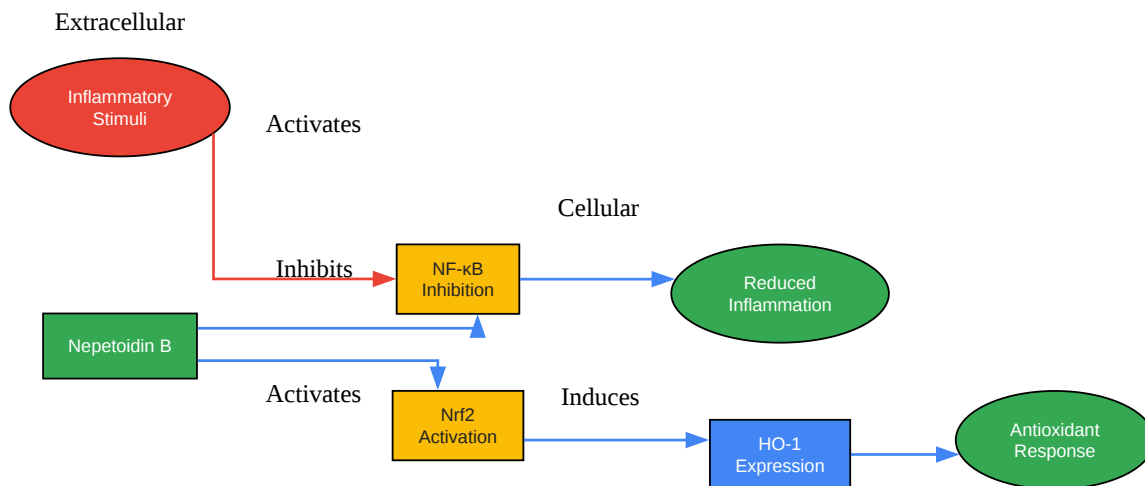 Extracellular
Inflammatory
Stimuli
Activates
Cellular
Inhibits
NF-κB
Inhibition
Reduced
Inflammation
Nepetoidin B
Activates
Induces
Nrf2
Activation
HO-1
Expression
Antioxidant
Response